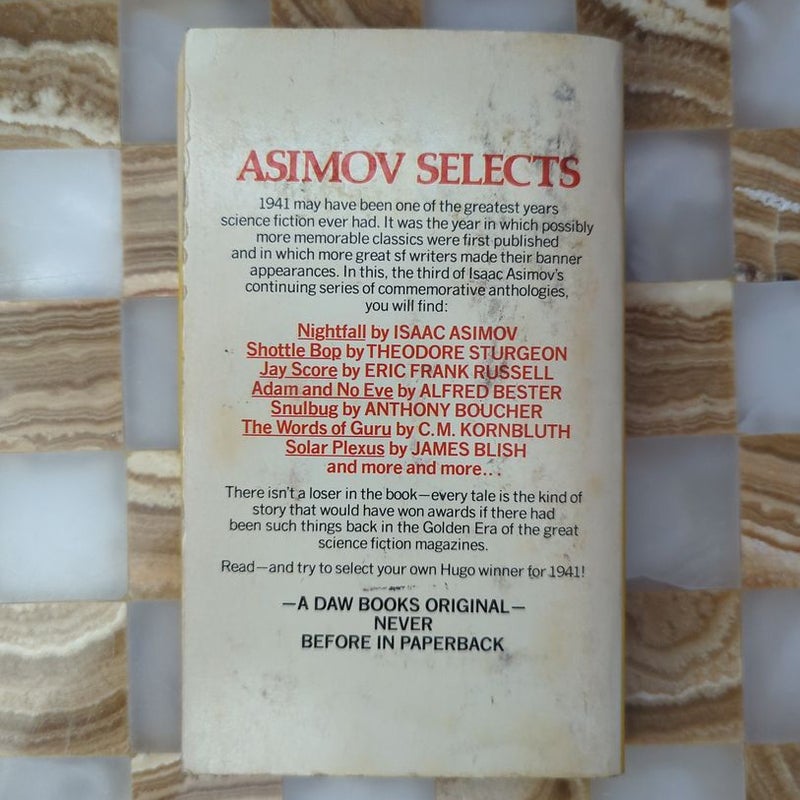 ASIMOV SELECTS
1941 may have been one of the greatest years
science fiction ever had. It was the year in which possibly
more memorable classics were first published
and in which more great sf writers made their banner
appearances. In this, the third of Isaac Asimov's
continuing series of commemorative anthologies,
you will find:
Nightfall by ISAAC ASIMOV
Shottle Bop by THEODORE STURGEON
Jay Score by ERIC FRANK RUSSELL
Adam and No Eve by ALFRED BESTER
Snulbug by ANTHONY BOUCHER
The Words of Guru by C.M. KORNBLUTH
Solar Plexus by JAMES BLISH
and more and more...
There isn't a loser in the book—every tale is the kind of
story that would have won awards if there had
been such things back in the Golden Era of the great
science fiction magazines.
Read—and try to select your own Hugo winner for 1941!
—A DAW BOOKS ORIGINAL—
NEVER
BEFORE IN PAPERBACK